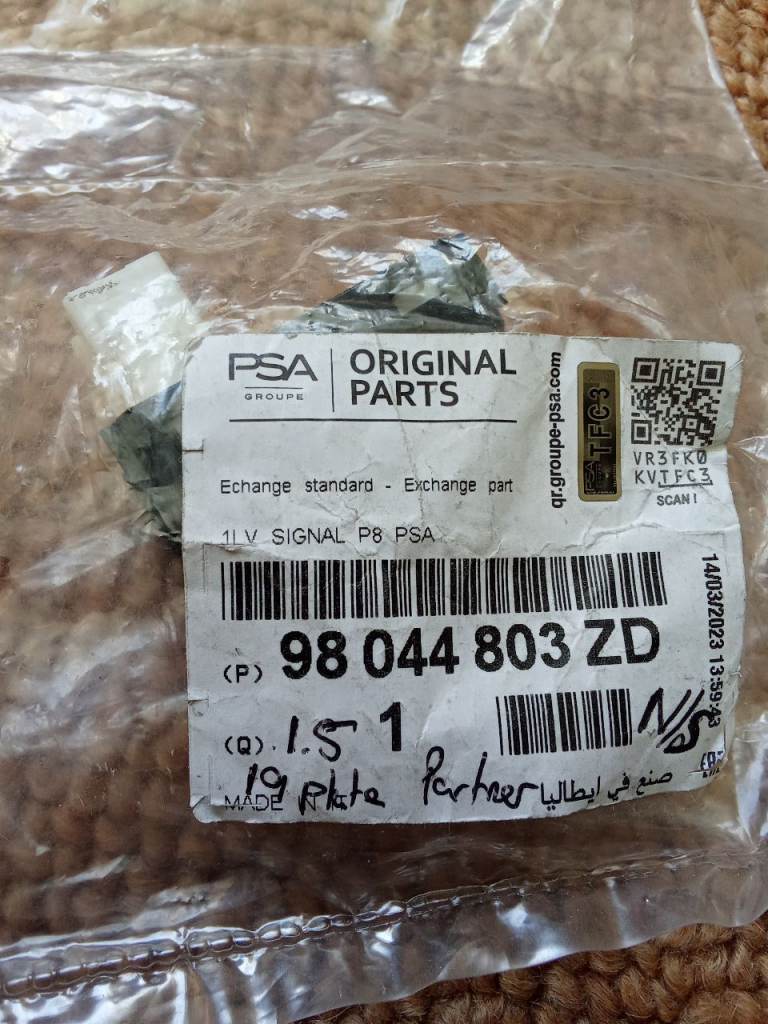 PSA
GROUPE
ORIGINAL
PARTS
qr.groupe-psa.com
PSA
TFC3
VR3FK0
KVTFC3
SCAN!
Echange standard - Exchange part
1LV SIGNAL P8 PSA
14/03/2023 13:59:43
(P) 98 044 803 ZD
(Q) 1.5 1 N/S
19 plate Partner
MADE صنع في ايطاليا
EAC